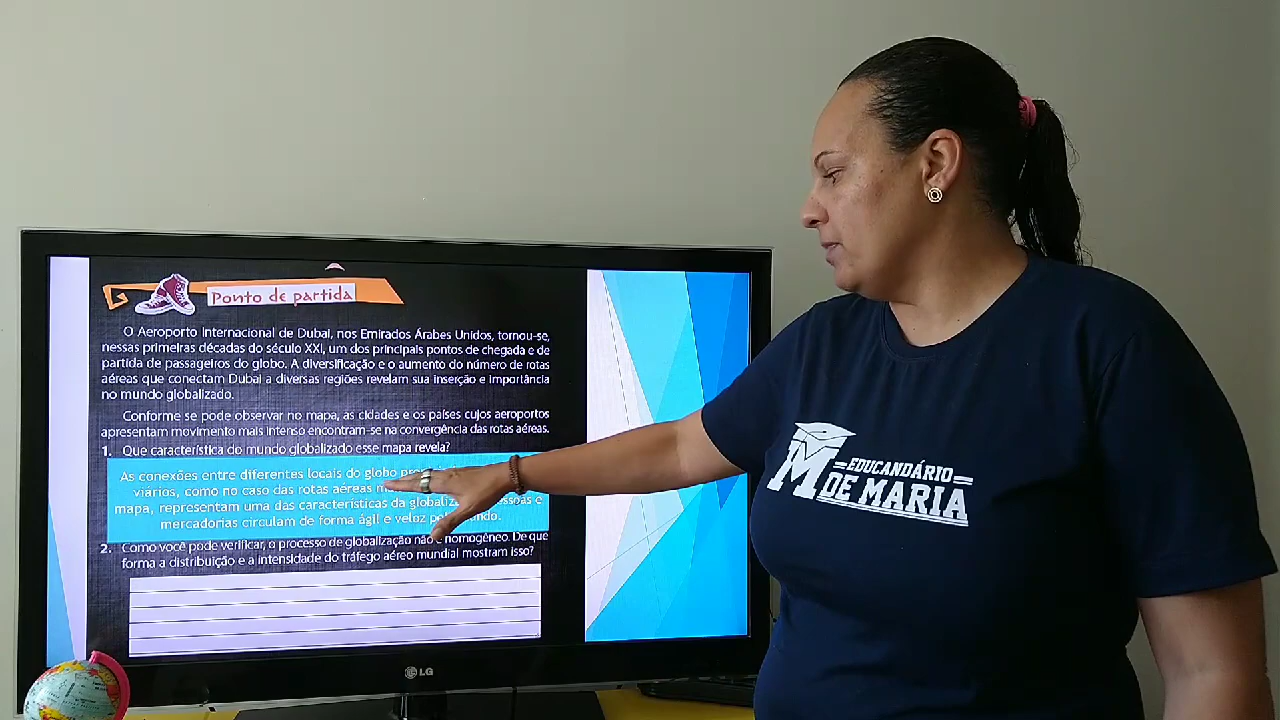 Ponto de partida
O Aeroporto Internacional de Dubai, nos Emirados Árabes Unidos, tornou-se,
nessas primeiras décadas do século XXI, um dos principais pontos de chegada e de
partida de passageiros do globo. A diversificação e o aumento do número de rotas
aéreas que conectam Dubai a diversas regiões revelam sua inserção e importância
no mundo globalizado.
Conforme se pode observar no mapa, as cidades e os países cujos aeroportos
apresentam movimento mais intenso encontram-se na convergência das rotas aéreas.
1. Que característica do mundo globalizado esse mapa revela?
As conexões entre diferentes locais do globo
viários, como no caso das rotas aéreas
mapa, representam uma das características da
mercadorias circulam de forma ágil e veloz
2. Como você pode verificar, o processo de globalização não é homogêneo. De que
forma a distribuição e a intensidade do tráfego aéreo mundial mostram isso?
LG
M EDUCANDÁRIO
DE MARIA